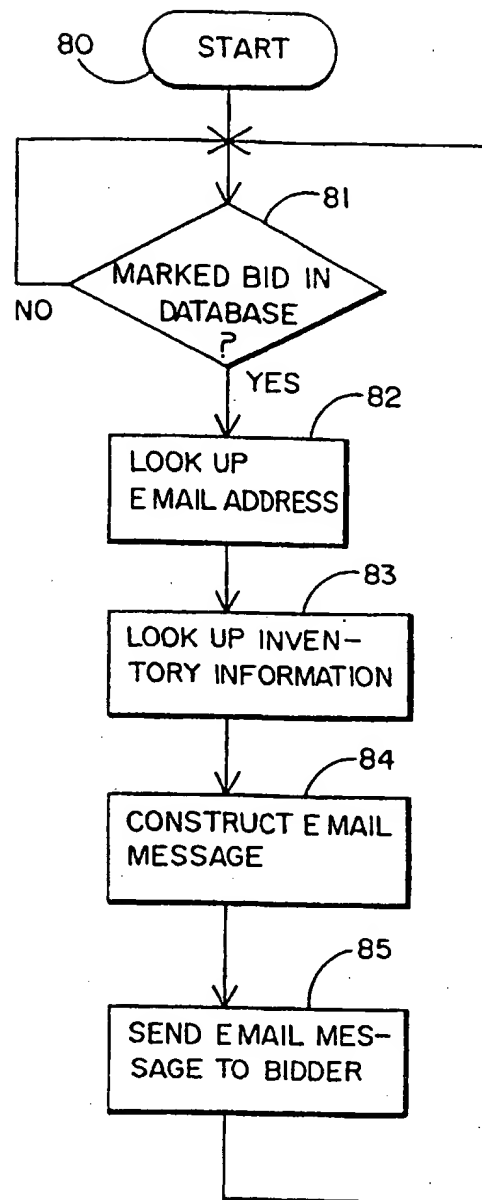 80
START
81
MARKED BID IN
DATABASE
?
NO
YES
82
LOOK UP
E MAIL ADDRESS
83
LOOK UP INVEN-
TORY INFORMATION
84
CONSTRUCT E MAIL
MESSAGE
85
SEND E MAIL MES-
SAGE TO BIDDER